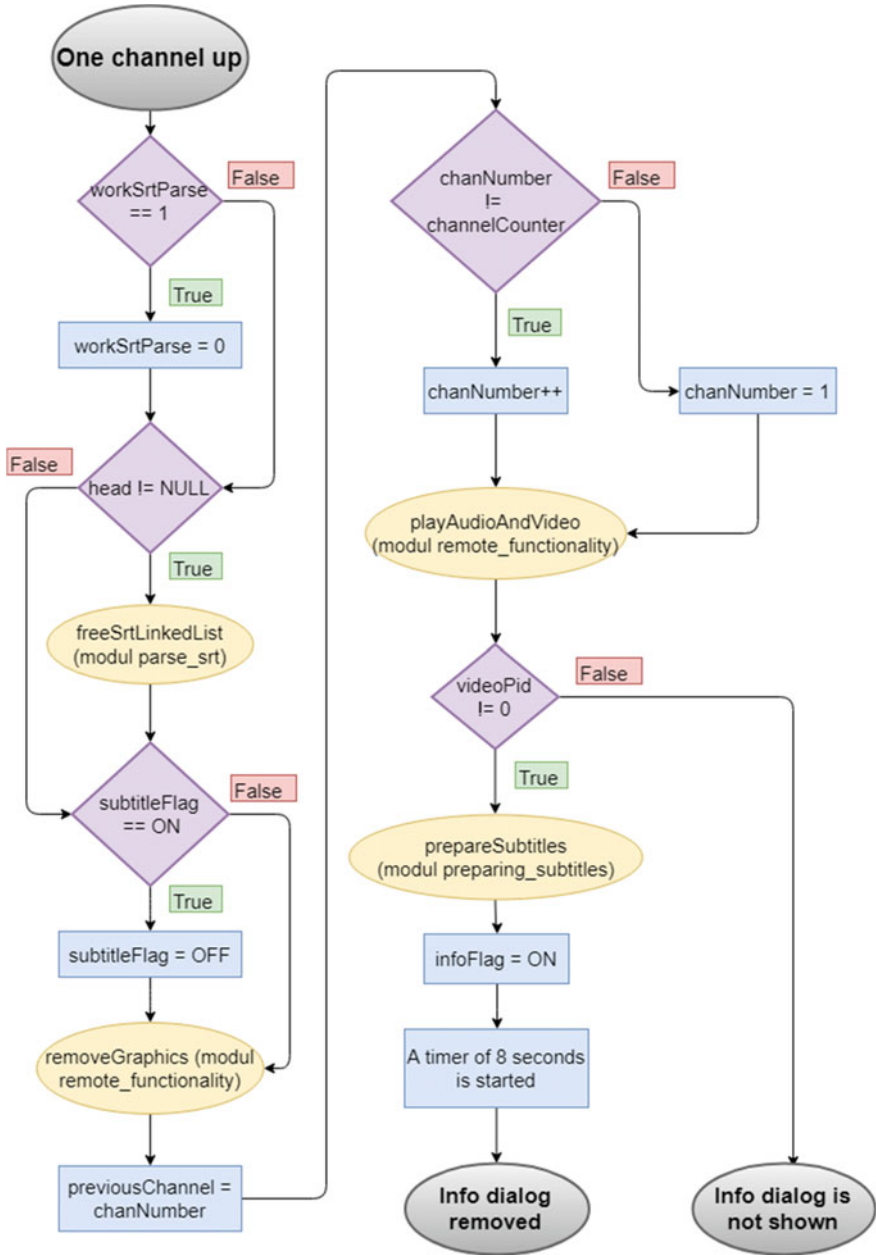 One channel up
workSrtParse
== 1
False
True
workSrtParse = 0
False
head != NULL
True
freeSrtLinkedList
(modul parse_srt)
subtitleFlag
== ON
False
True
subtitleFlag = OFF
removeGraphics (modul
remote_functionality)
previousChannel =
chanNumber
chanNumber
!=
channelCounter
False
True
chanNumber++
chanNumber = 1
playAudioAndVideo
(modul remote_functionality)
videoPid
!= 0
False
True
prepareSubtitles
(modul preparing_subtitles)
infoFlag = ON
A timer of 8 seconds
is started
Info dialog
removed
Info dialog is
not shown